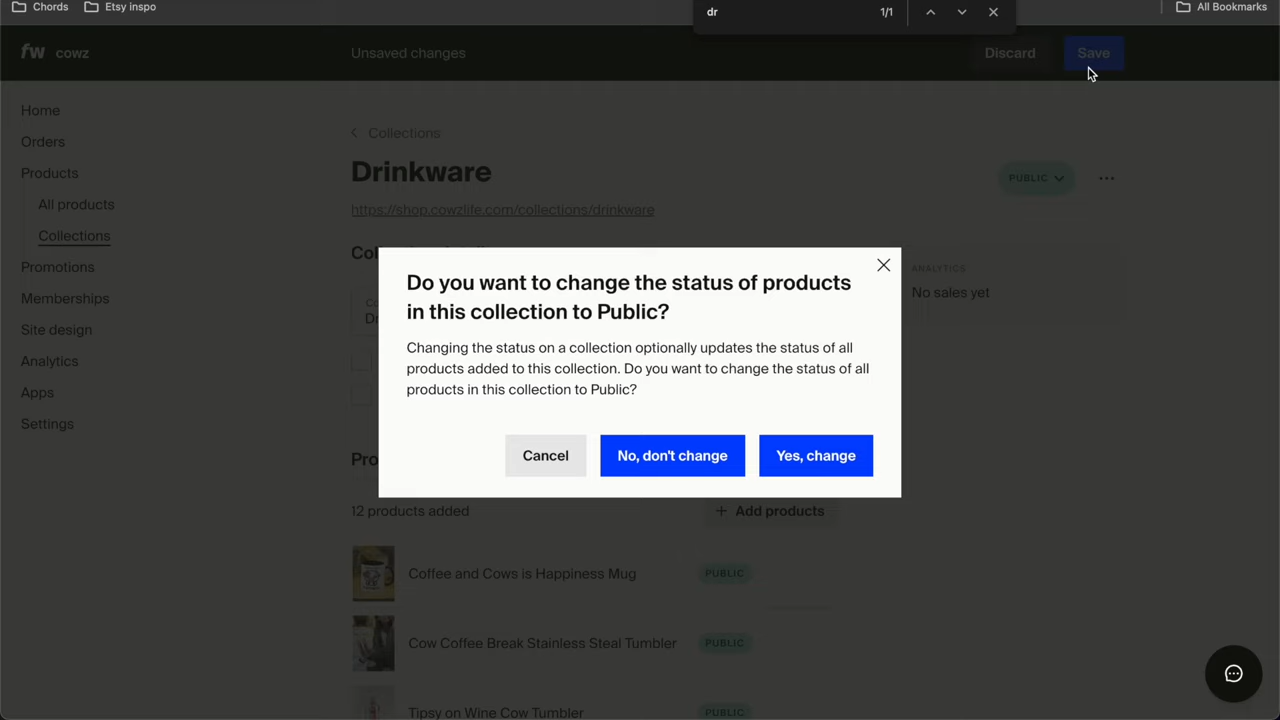 Chords
Etsy inspo
dr
1/1
All Bookmarks
fw cowz
Unsaved changes
Discard
Save
Home
Orders
Products
All products
Collections
Promotions
Memberships
Site design
Analytics
Apps
Settings
Collections
Drinkware
PUBLIC
https://shop.cowzlife.com/collections/drinkware
ANALYTICS
No sales yet
Do you want to change the status of products
in this collection to Public?
Changing the status on a collection optionally updates the status of all
products added to this collection. Do you want to change the status of all
products in this collection to Public?
Cancel
No, don't change
Yes, change
12 products added
+ Add products
Coffee and Cows is Happiness Mug
PUBLIC
Cow Coffee Break Stainless Steal Tumbler
PUBLIC
Tipsy on Wine Cow Tumbler
PUBLIC